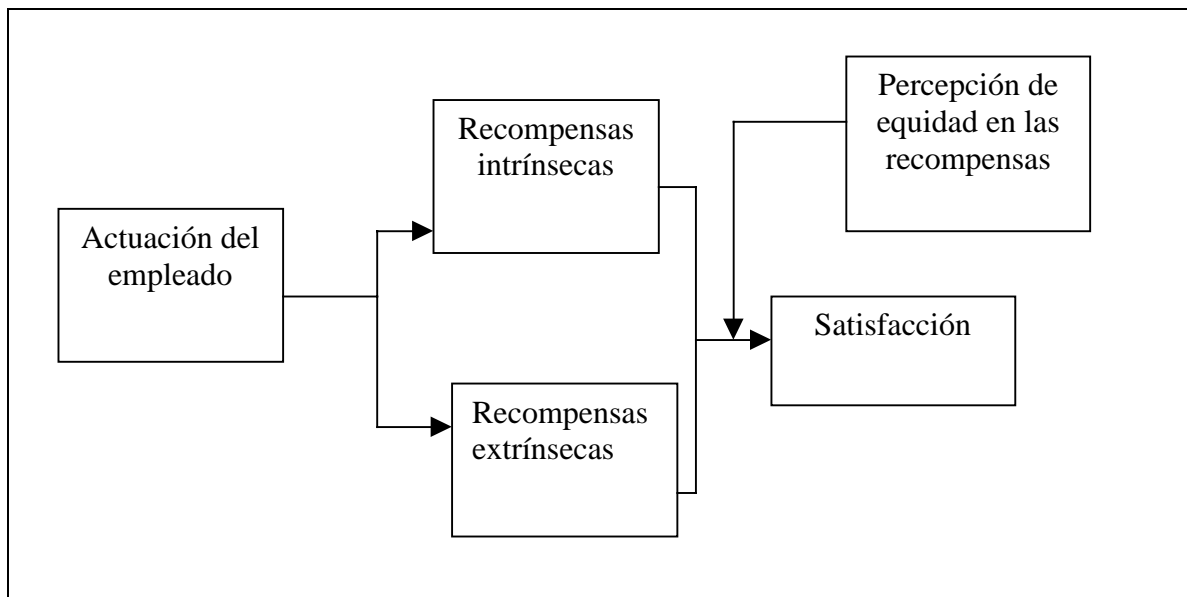 Percepción de
equidad en las
recompensas
Recompensas
intrínsecas
Actuación del
empleado
Satisfacción
Recompensas
extrínsecas